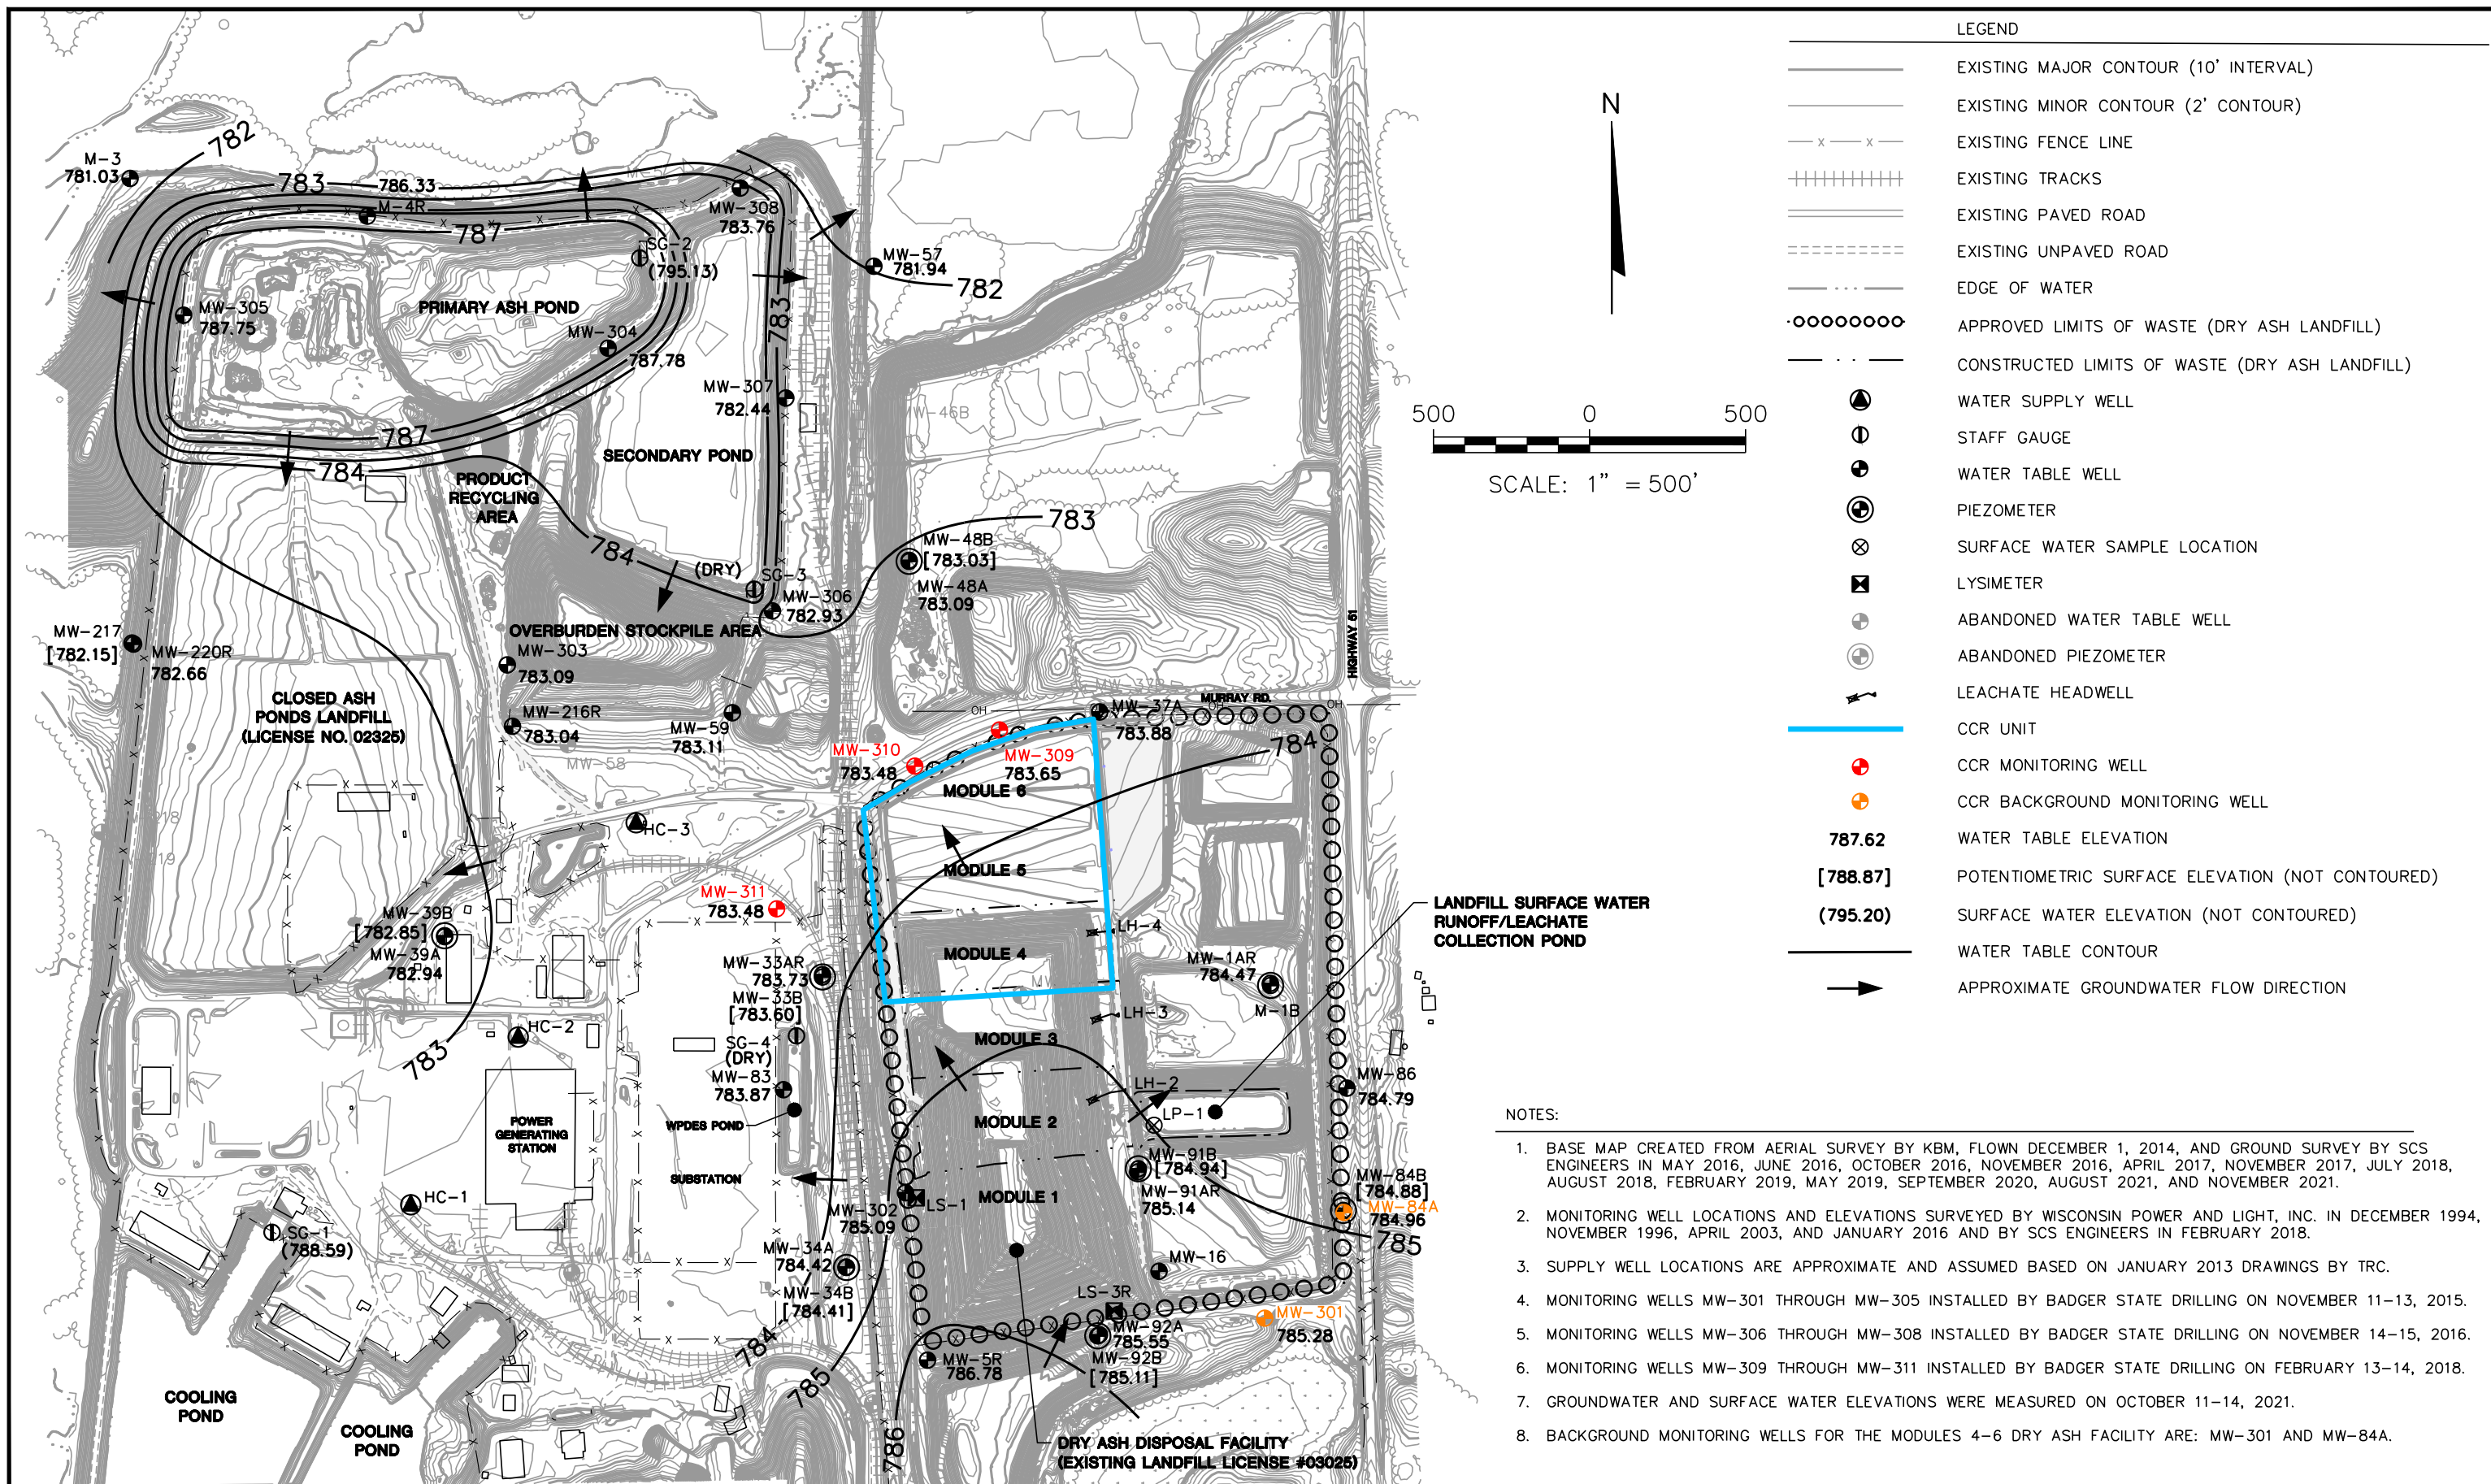 LEGEND
EXISTING MAJOR CONTOUR (10' INTERVAL)
EXISTING MINOR CONTOUR (2' CONTOUR)
EXISTING FENCE LINE
EXISTING TRACKS
EXISTING PAVED ROAD
EXISTING UNPAVED ROAD
EDGE OF WATER
APPROVED LIMITS OF WASTE (DRY ASH LANDFILL)
CONSTRUCTED LIMITS OF WASTE (DRY ASH LANDFILL)
WATER SUPPLY WELL
STAFF GAUGE
WATER TABLE WELL
PIEZOMETER
SURFACE WATER SAMPLE LOCATION
LYSIMETER
ABANDONED WATER TABLE WELL
ABANDONED PIEZOMETER
LEACHATE HEADWELL
CCR UNIT
CCR MONITORING WELL
CCR BACKGROUND MONITORING WELL
787.62 WATER TABLE ELEVATION
[788.87] POTENTIOMETRIC SURFACE ELEVATION (NOT CONTOURED)
(795.20) SURFACE WATER ELEVATION (NOT CONTOURED)
WATER TABLE CONTOUR
APPROXIMATE GROUNDWATER FLOW DIRECTION
N
500 0 500
SCALE: 1" = 500'
782
M-3
781.03
783
786.33
M-4R
787
SG-2
(795.13)
MW-308
783.76
MW-57
781.94
782
MW-305
787.75
PRIMARY ASH POND
MW-304
787.78
783
MW-307
782.44
MW-46B
787
784
SECONDARY POND
PRODUCT
RECYCLING
AREA
784
(DRY)
SG-3
MW-306
782.93
783
MW-48B
[783.03]
MW-48A
783.09
OVERBURDEN STOCKPILE AREA
MW-217
[782.15]
MW-220R
782.66
MW-303
783.09
CLOSED ASH
PONDS LANDFILL
(LICENSE NO. 02325)
MW-216R
783.04
MW-58
MW-59
783.11
HIGHWAY 61
MURRAY RD.
OH
OH
OH
MW-37A
783.88
MW-310
783.48
MW-309
783.65
784
MODULE 6
MODULE 5
HC-3
MW-311
783.48
MW-39B
[782.85]
MW-39A
782.94
MODULE 4
LH-4
MW-33AR
783.73
MW-33B
[783.60]
MW-1AR
784.47
M-1B
LANDFILL SURFACE WATER
RUNOFF/LEACHATE
COLLECTION POND
LH-3
MODULE 3
HC-2
783
SG-4
(DRY)
MW-83
783.87
WPDES POND
LH-2
LP-1
MODULE 2
MW-86
784.79
POWER
GENERATING
STATION
SUBSTATION
MW-91B
[784.94]
MW-91AR
785.14
MODULE 1
MW-84B
[784.88]
MW-84A
784.96
785
HC-1
MW-302
785.09
LS-1
SG-1
(788.59)
MW-40A
MW-40B
MW-34A
784.42
MW-34B
[784.41]
MW-16
LS-3R
MW-301
785.28
MW-92A
785.55
MW-92B
[785.11]
MW-5R
786.78
784
785
786
COOLING
POND
COOLING
POND
DRY ASH DISPOSAL FACILITY
(EXISTING LANDFILL LICENSE #03025)
NOTES:
1. BASE MAP CREATED FROM AERIAL SURVEY BY KBM, FLOWN DECEMBER 1, 2014, AND GROUND SURVEY BY SCS
ENGINEERS IN MAY 2016, JUNE 2016, OCTOBER 2016, NOVEMBER 2016, APRIL 2017, NOVEMBER 2017, JULY 2018,
AUGUST 2018, FEBRUARY 2019, MAY 2019, SEPTEMBER 2020, AUGUST 2021, AND NOVEMBER 2021.
2. MONITORING WELL LOCATIONS AND ELEVATIONS SURVEYED BY WISCONSIN POWER AND LIGHT, INC. IN DECEMBER 1994,
NOVEMBER 1996, APRIL 2003, AND JANUARY 2016 AND BY SCS ENGINEERS IN FEBRUARY 2018.
3. SUPPLY WELL LOCATIONS ARE APPROXIMATE AND ASSUMED BASED ON JANUARY 2013 DRAWINGS BY TRC.
4. MONITORING WELLS MW-301 THROUGH MW-305 INSTALLED BY BADGER STATE DRILLING ON NOVEMBER 11-13, 2015.
5. MONITORING WELLS MW-306 THROUGH MW-308 INSTALLED BY BADGER STATE DRILLING ON NOVEMBER 14-15, 2016.
6. MONITORING WELLS MW-309 THROUGH MW-311 INSTALLED BY BADGER STATE DRILLING ON FEBRUARY 13-14, 2018.
7. GROUNDWATER AND SURFACE WATER ELEVATIONS WERE MEASURED ON OCTOBER 11-14, 2021.
8. BACKGROUND MONITORING WELLS FOR THE MODULES 4-6 DRY ASH FACILITY ARE: MW-301 AND MW-84A.